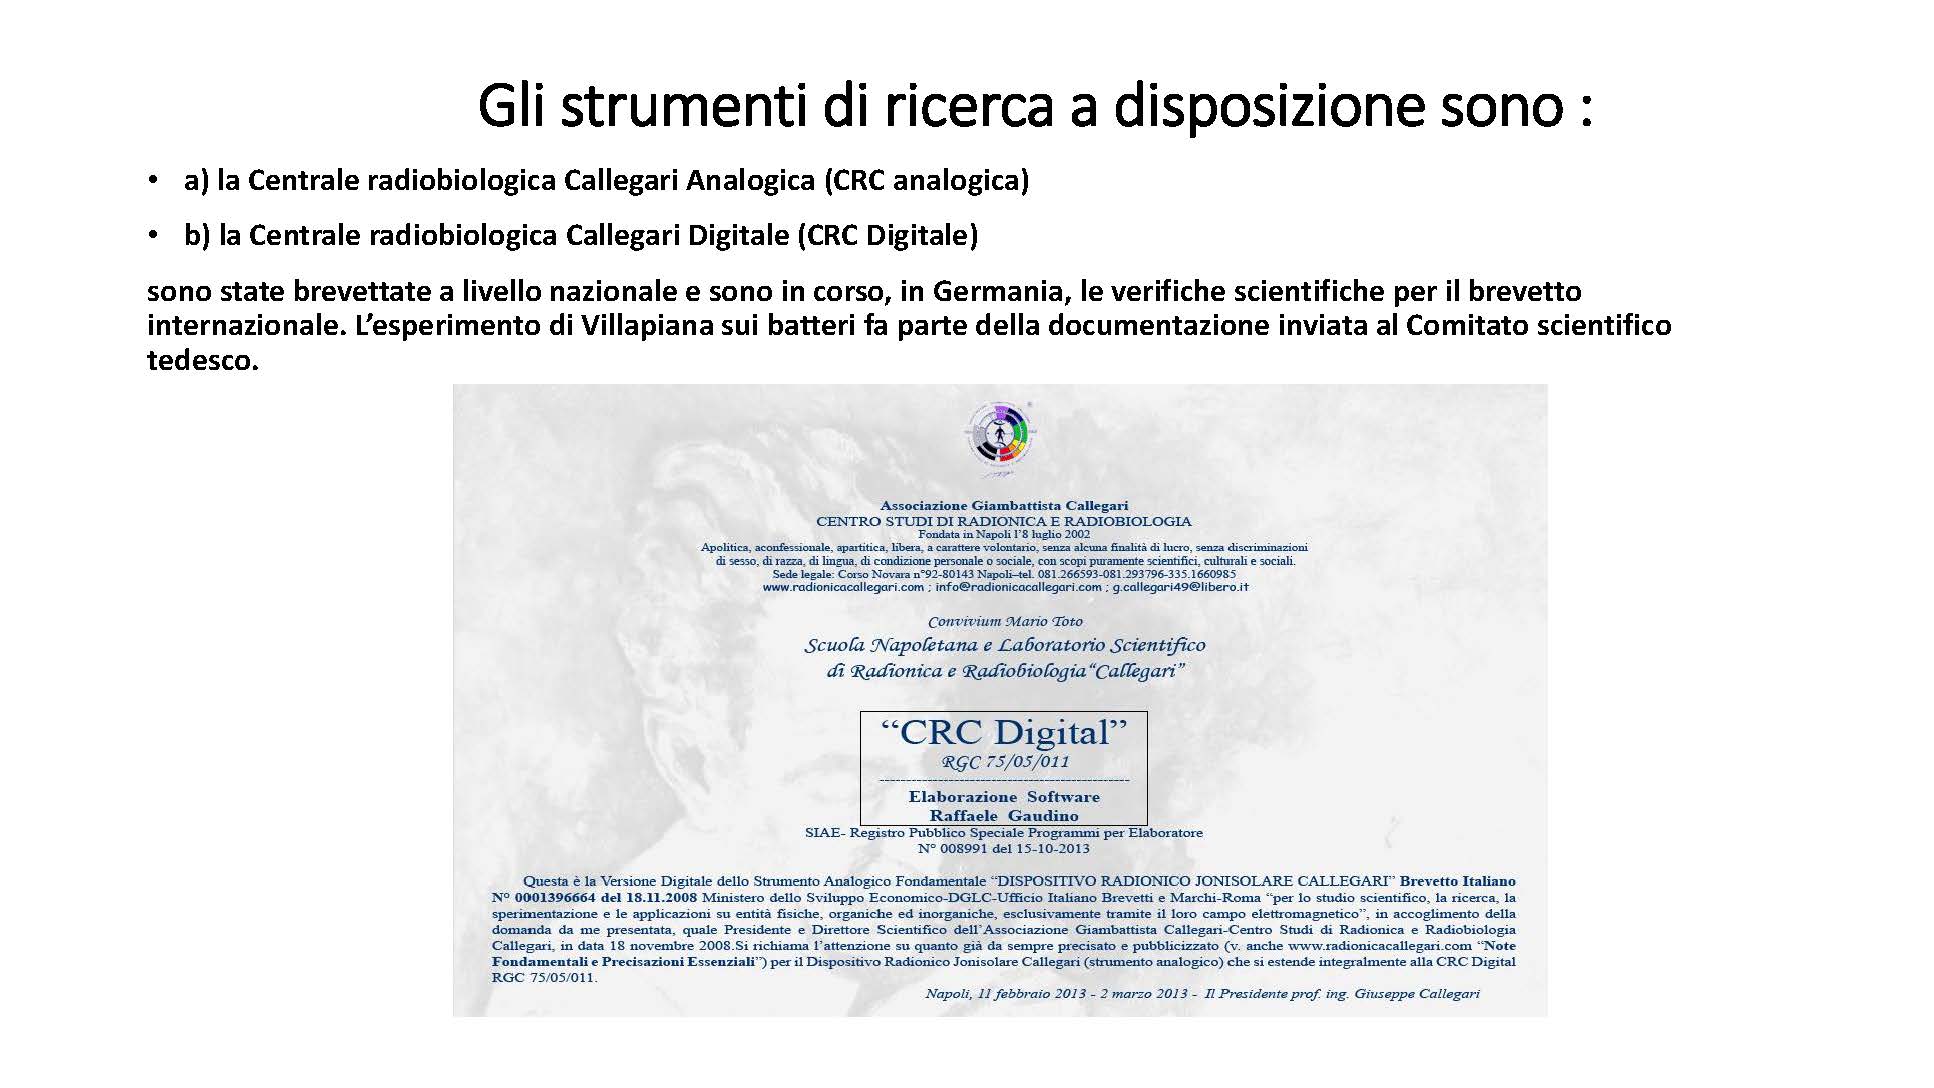 Gli strumenti di ricerca a disposizione sono :
• a) la Centrale radiobiologica Callegari Analogica (CRC analogica)
• b) la Centrale radiobiologica Callegari Digitale (CRC Digitale)
sono state brevettate a livello nazionale e sono in corso, in Germania, le verifiche scientifiche per il brevetto
internazionale. L’esperimento di Villapiana sui batteri fa parte della documentazione inviata al Comitato scientifico
tedesco.
Associazione Giambattista Callegari
CENTRO STUDI DI RADIONICA E RADIOBIOLOGIA
Fondata in Napoli l’8 luglio 2002
Apolitica, aconfessionale, apartitica, libera, a carattere volontario, senza alcuna finalità di lucro, senza discriminazioni
di sesso, di razza, di lingua, di condizione personale o sociale, con scopi puramente scientifici, culturali e sociali.
Sede legale: Corso Novara n°92-80143 Napoli–tel. 081.266593-081.293796-335.1660985
www.radionicacallegari.com ; info@radionicacallegari.com ; g.callegari49@libero.it
Convivium Mario Toto
Scuola Napoletana e Laboratorio Scientifico
di Radionica e Radiobiologia“Callegari”
“CRC Digital”
RGC 75/05/011
------------------------------------------------
Elaborazione Software
Raffaele Gaudino
SIAE- Registro Pubblico Speciale Programmi per Elaboratore
N° 008991 del 15-10-2013
Questa è la Versione Digitale dello Strumento Analogico Fondamentale “DISPOSITIVO RADIONICO JONISOLARE CALLEGARI” Brevetto Italiano
N° 0001396664 del 18.11.2008 Ministero dello Sviluppo Economico-DGLC-Ufficio Italiano Brevetti e Marchi-Roma “per lo studio scientifico, la ricerca, la
sperimentazione e le applicazioni su entità fisiche, organiche ed inorganiche, esclusivamente tramite il loro campo elettromagnetico”, in accoglimento della
domanda da me presentata, quale Presidente e Direttore Scientifico dell’Associazione Giambattista Callegari-Centro Studi di Radionica e Radiobiologia
Callegari, in data 18 novembre 2008.Si richiama l’attenzione su quanto già da sempre precisato e pubblicizzato (v. anche www.radionicacallegari.com “Note
Fondamentali e Precisazioni Essenziali”) per il Dispositivo Radionico Jonisolare Callegari (strumento analogico) che si estende integralmente alla CRC Digital
RGC 75/05/011.
Napoli, 11 febbraio 2013 - 2 marzo 2013 - Il Presidente prof. ing. Giuseppe Callegari